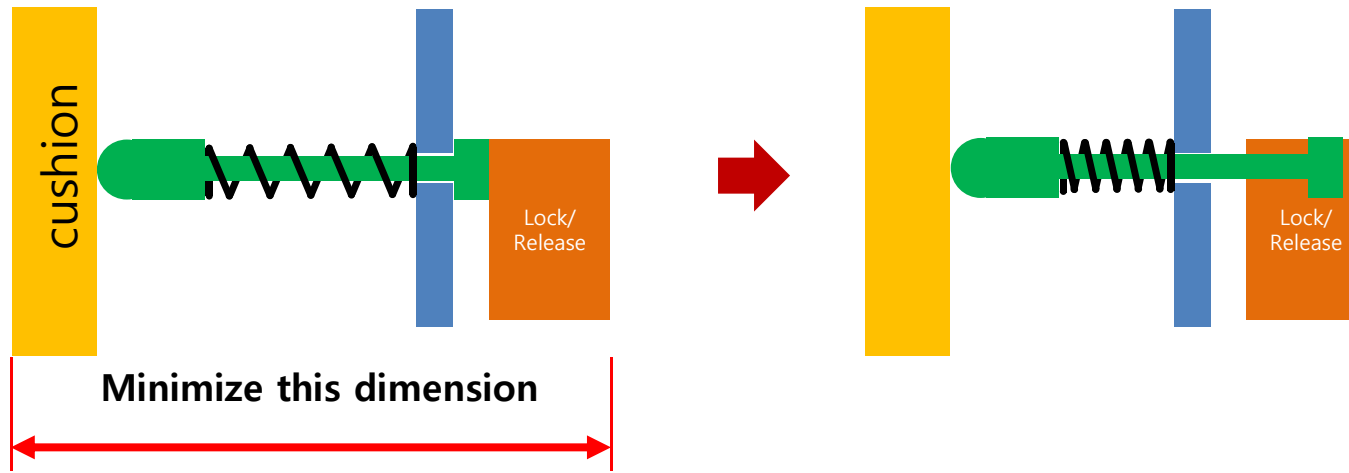 cushion
Lock/
Release
Minimize this dimension
Lock/
Release